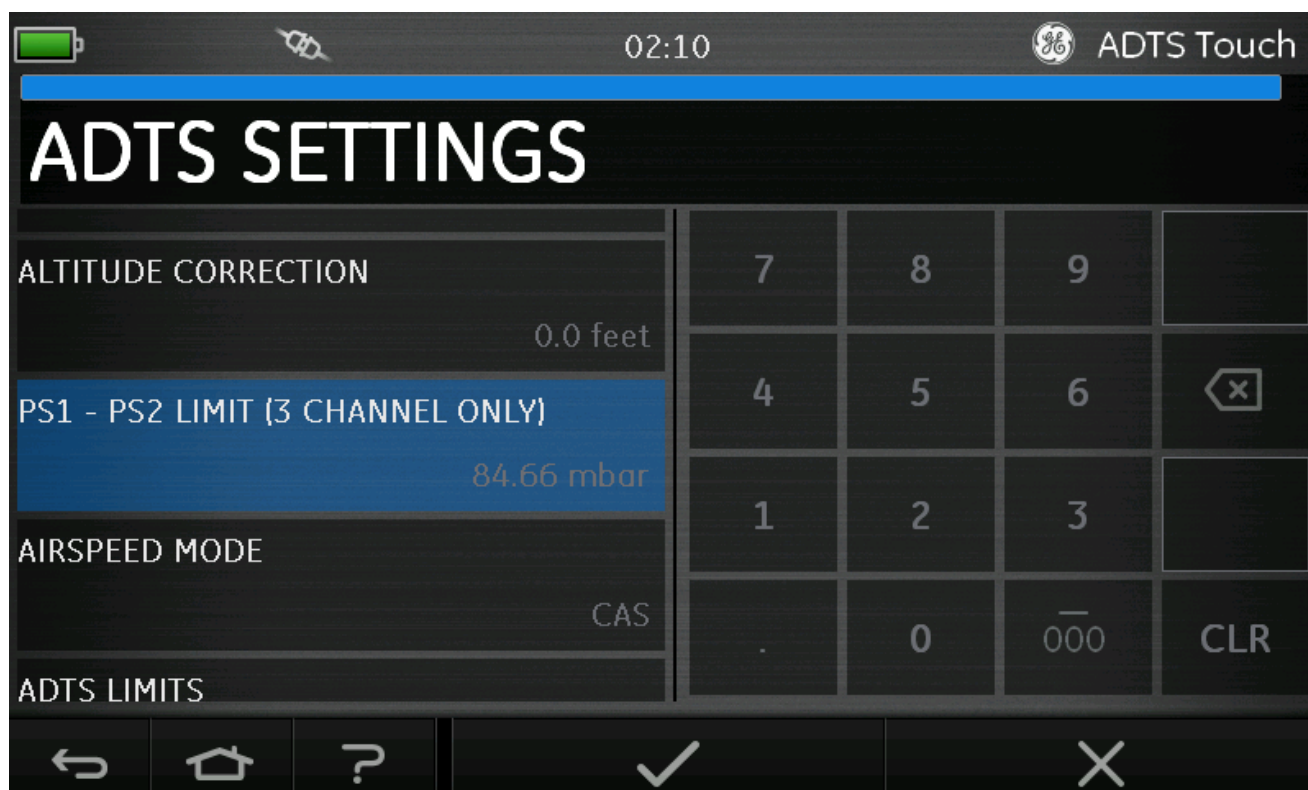 02:10
ADTS Touch
ADTS SETTINGS
ALTITUDE CORRECTION
0.0 feet
PS1 - PS2 LIMIT (3 CHANNEL ONLY)
84.66 mbar
AIRSPEED MODE
CAS
ADTS LIMITS
7 8 9
4 5 6
1 2 3
. 0 000 CLR
?